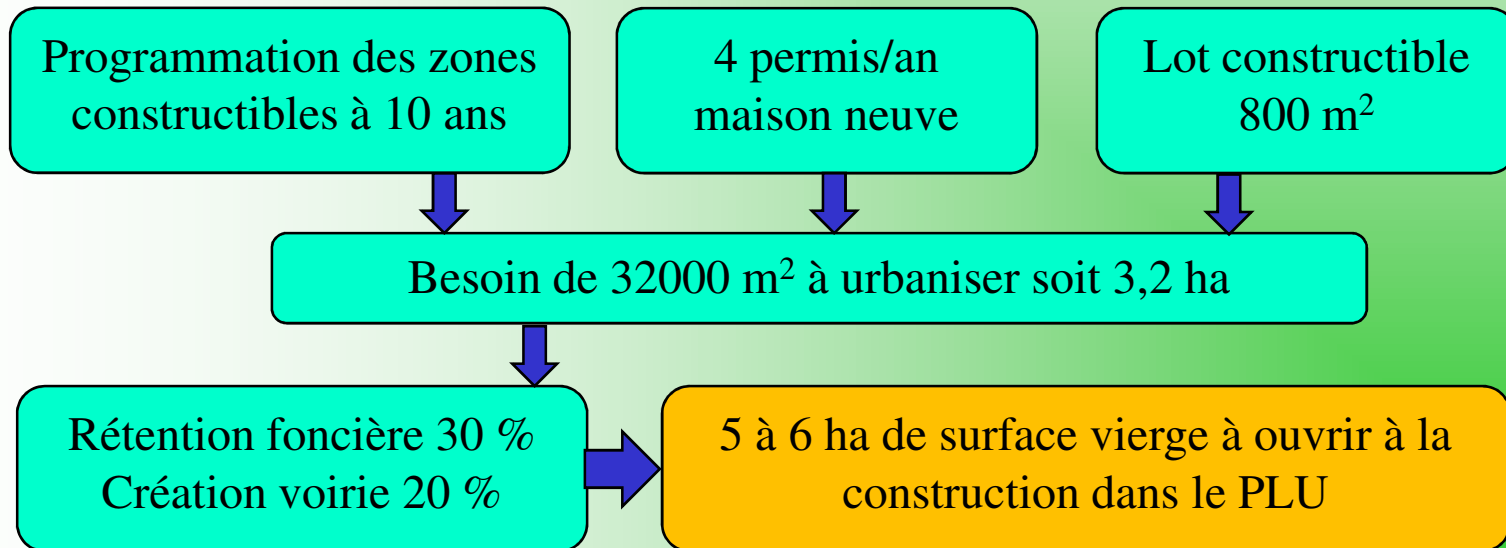 Programmation des zones
constructibles à 10 ans
4 permis/an
maison neuve
Lot constructible
800 m²
Besoin de 32000 m² à urbaniser soit 3,2 ha
Rétention foncière 30 %
Création voirie 20 %
5 à 6 ha de surface vierge à ouvrir à la
construction dans le PLU